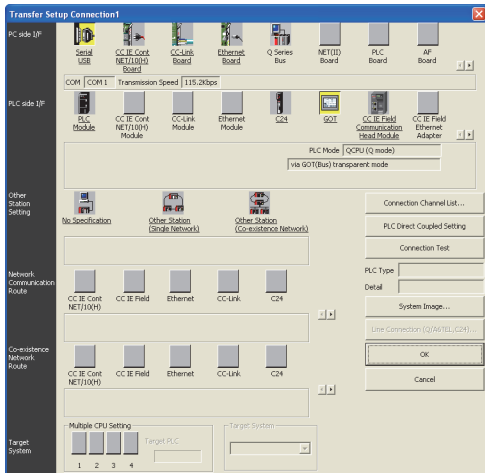 Transfer Setup Connection1
PC side I/F
Serial USB
CC IE Cont NET/10(H) Board
CC-Link Board
Ethernet Board
Q Series Bus
NET(II) Board
PLC Board
AF Board
COM COM 1 Transmission Speed 115.2Kbps
PLC side I/F
PLC Module
CC IE Cont NET/10(H) Module
CC-Link Module
Ethernet Module
C24
GOT
CC IE Field Communication Head Module
CC IE Field Ethernet Adapter
PLC Mode QCPU (Q mode)
via GOT(Bus) transparent mode
Other Station Setting
No Specification
Other Station (Single Network)
Other Station (Co-existence Network)
Connection Channel List...
PLC Direct Coupled Setting
Connection Test
PLC Type
Detail
System Image...
Line Connection (Q/A6TEL,C24)...
OK
Cancel
Network Communication Route
CC IE Cont NET/10(H)
CC IE Field
Ethernet
CC-Link
C24
Co-existence Network Route
CC IE Cont NET/10(H)
CC IE Field
Ethernet
CC-Link
C24
Target System
Multiple CPU Setting
1 2 3 4
Target PLC
Target System